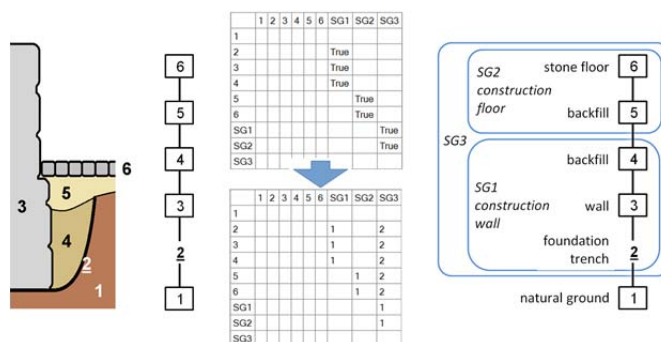 3
6
5
4
2
1
6
5
4
3
2
1
1 2 3 4 5 6 SG1 SG2 SG3
1
2 True
3 True
4 True
5 True
6 True
SG1 True
SG2 True
SG3
1 2 3 4 5 6 SG1 SG2 SG3
1
2 1 2
3 1 2
4 1 2
5 1 2
6 1 2
SG1 1
SG2 1
SG3
SG3
SG2
construction
floor
stone floor 6
backfill 5
SG1
construction
wall
backfill 4
wall 3
foundation
trench 2
natural ground 1